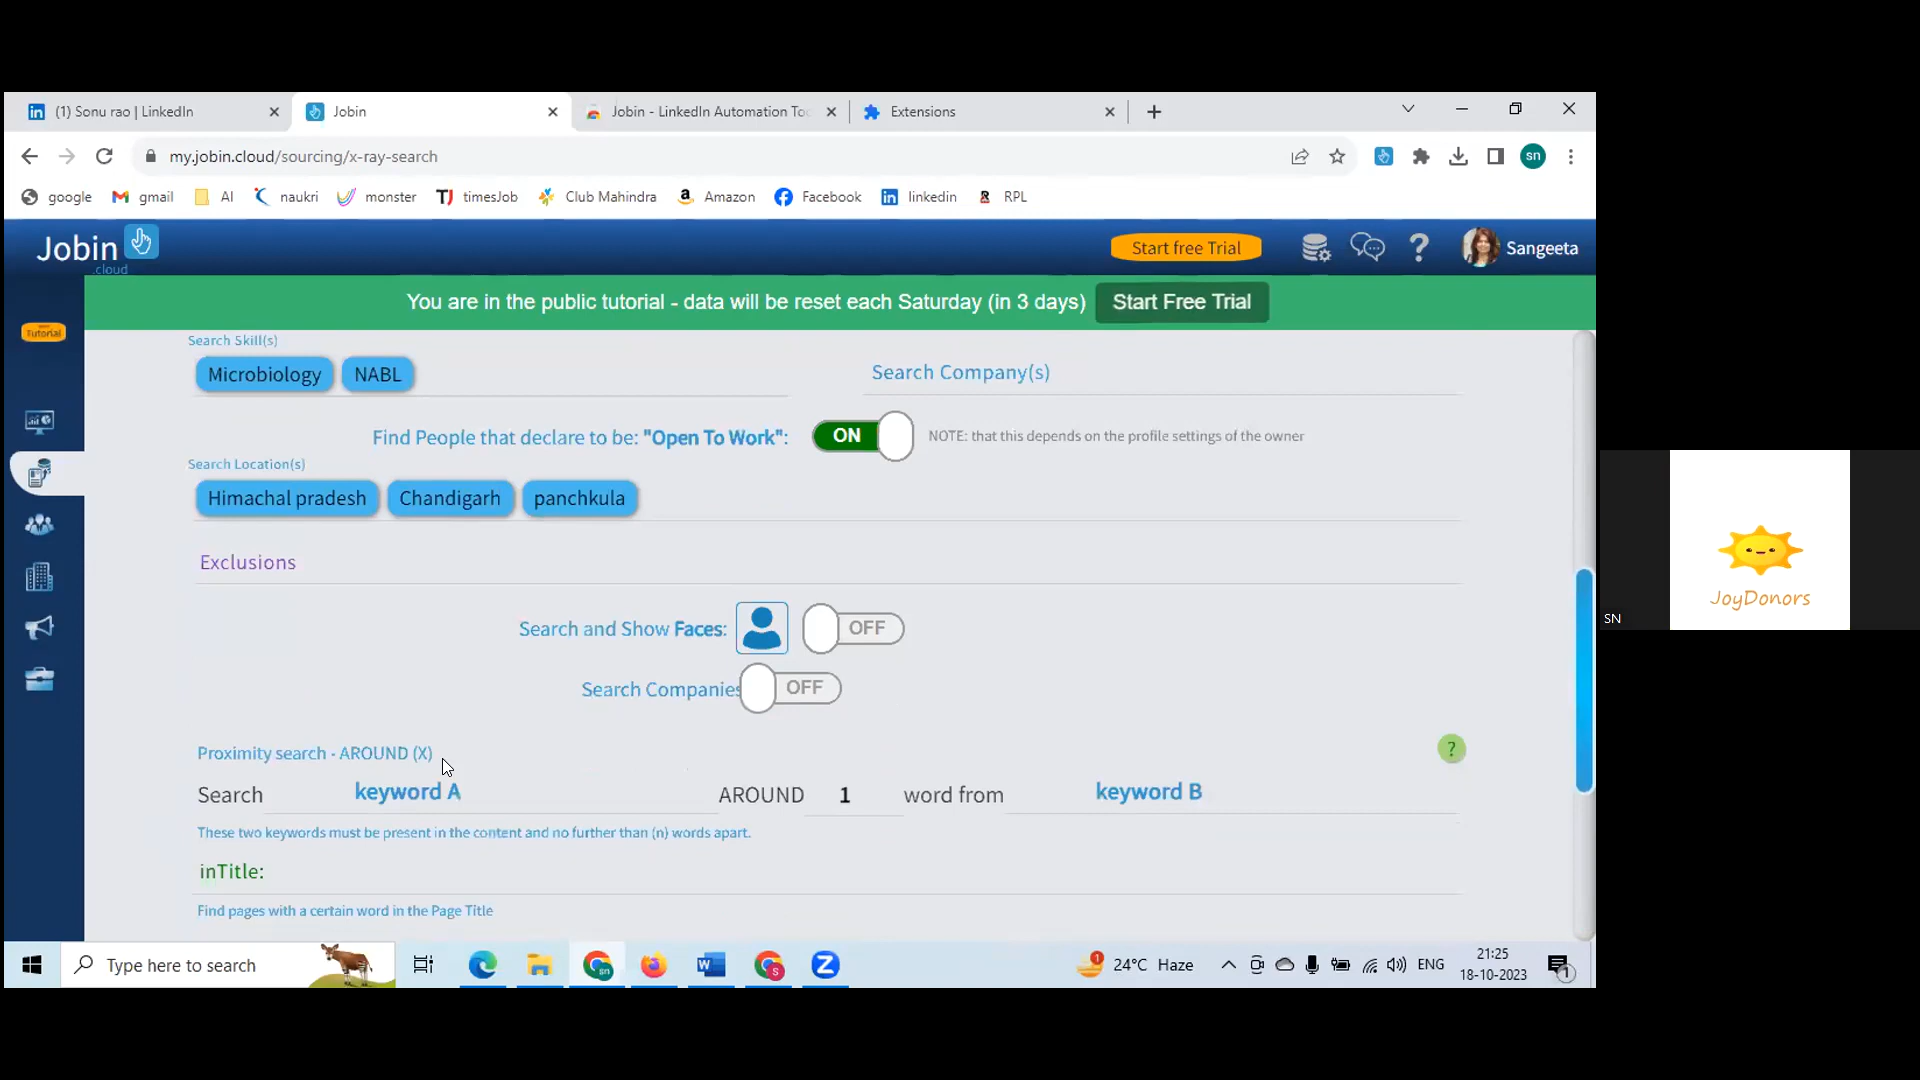 (1) Sonu rao | LinkedIn
Jobin
Jobin - LinkedIn Automation Too
Extensions
my.jobin.cloud/sourcing/x-ray-search
sn
google
gmail
AI
naukri
monster
TJ timesJob
Club Mahindra
Amazon
Facebook
linkedin
RPL
Jobin
.cloud
Start free Trial
?
Sangeeta
You are in the public tutorial - data will be reset each Saturday (in 3 days)
Start Free Trial
Tutorial
Search Skill(s)
Microbiology
NABL
Search Company(s)
Find People that declare to be: "Open To Work":
ON
NOTE: that this depends on the profile settings of the owner
Search Location(s)
Himachal pradesh
Chandigarh
panchkula
Exclusions
Search and Show Faces:
OFF
Search Companies
OFF
Proximity search - AROUND (X)
?
Search
keyword A
AROUND
1
word from
keyword B
These two keywords must be present in the content and no further than (n) words apart.
inTitle:
Find pages with a certain word in the Page Title
JoyDonors
SN
Type here to search
24°C Haze
ENG
21:25
18-10-2023
1